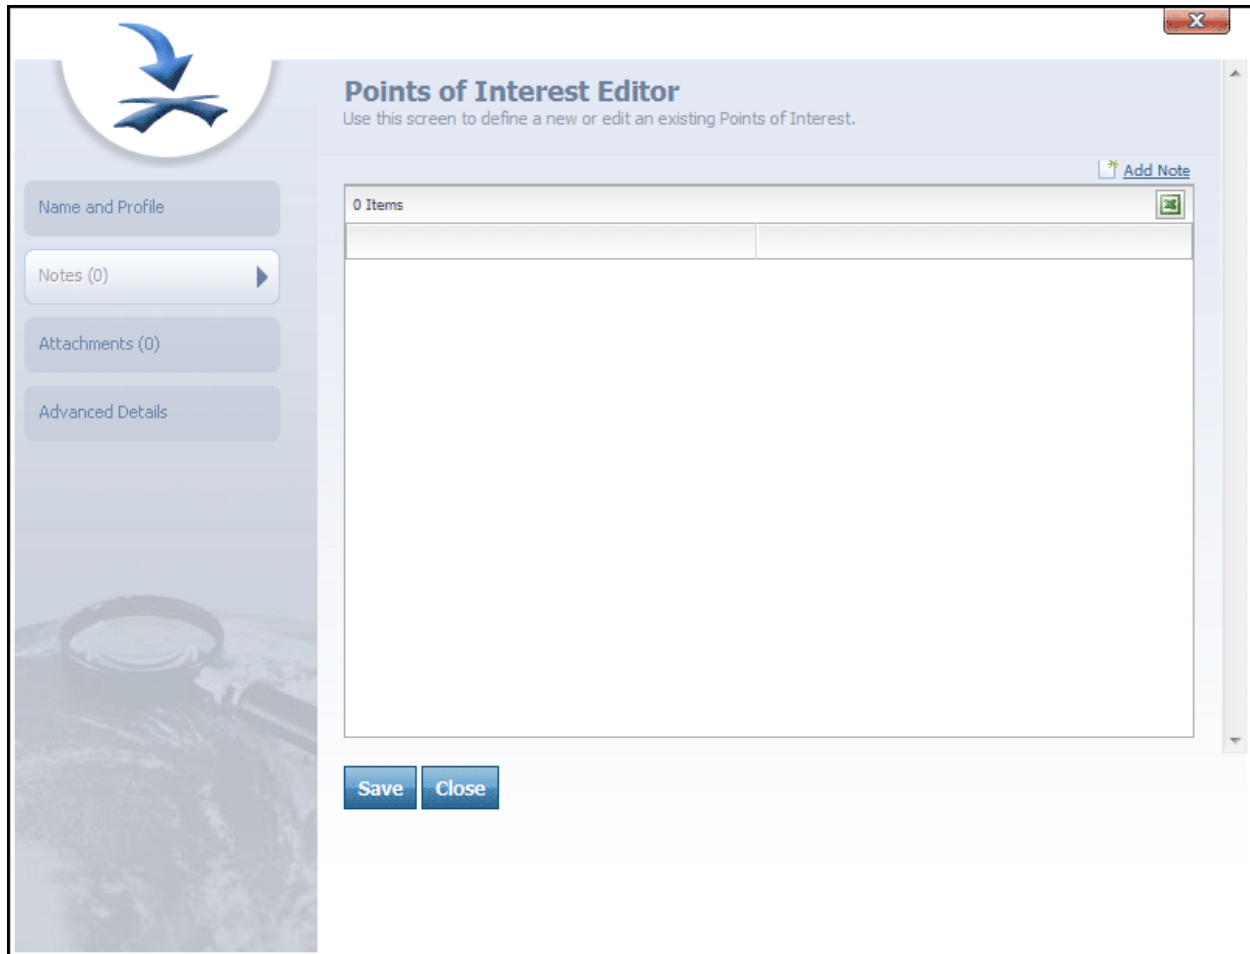 X
Points of Interest Editor
Use this screen to define a new or edit an existing Points of Interest.
Add Note
Name and Profile
0 Items
Notes (0)
Attachments (0)
Advanced Details
Save
Close